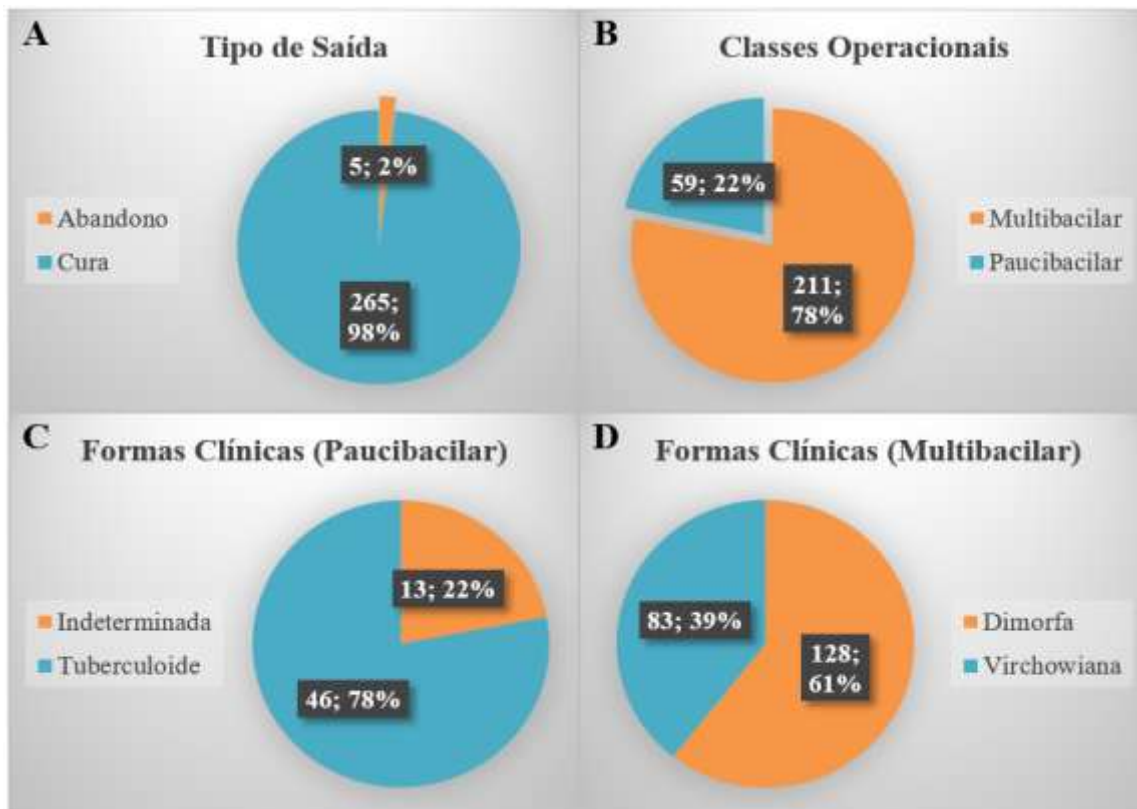 A
Tipo de Saída
5; 2%
Abandono
Cura
265;
98%
B
Classes Operacionais
59; 22%
Multibacilar
Paucibacilar
211;
78%
C
Formas Clínicas (Paucibacilar)
13; 22%
Indeterminada
Tuberculoide
46; 78%
D
Formas Clínicas (Multibacilar)
83; 39%
Dimorfa
Virchowiana
128;
61%